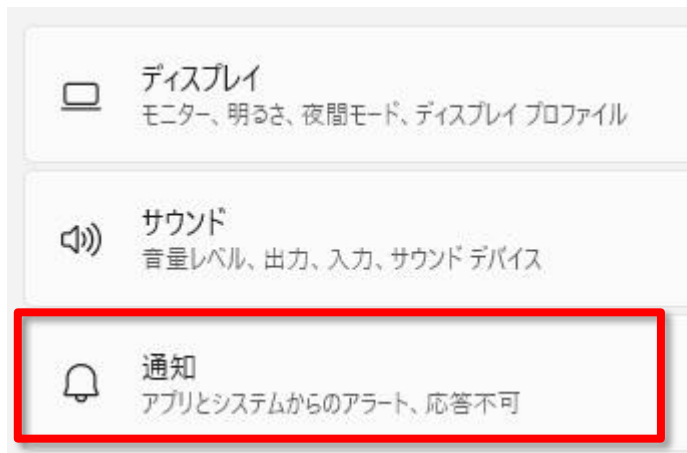 ディスプレイ
モニター、明るさ、夜間モード、ディスプレイ プロファイル
サウンド
音量レベル、出力、入力、サウンド デバイス
通知
アプリとシステムからのアラート、応答不可